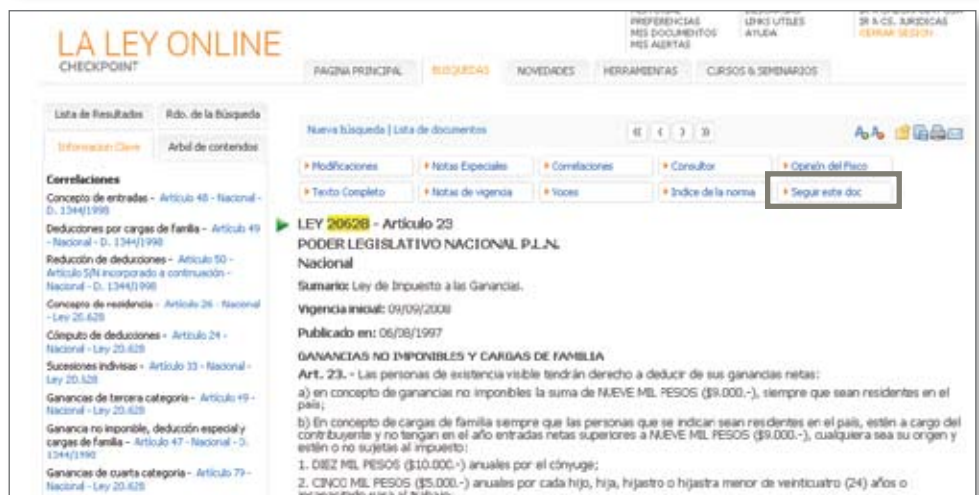 PREFERENCIAS
MIS DOCUMENTOS
MIS ALERTAS
LINKS UTILES
AYUDA
CERRAR SESION
LA LEY ONLINE
CHECKPOINT
PAGINA PRINCIPAL
BUSQUEDAS
NOVEDADES
HERRAMIENTAS
CURSOS & SEMINARIOS
Lista de Resultados
Rdo. de la Búsqueda
Informacion Clave
Arbol de contenidos
Correlaciones
Concepto de entradas - Artículo 48 - Nacional -
D. 1344/1998
Deducciones por cargas de familia - Artículo 49
- Nacional - D. 1344/1998
Reducción de deducciones - Artículo 50 -
Artículo S/N incorporado a continuación -
Nacional - D. 1344/1998
Concepto de residencia - Artículo 26 - Nacional
- Ley 20.628
Cómputo de deducciones - Artículo 24 -
Nacional - Ley 20.628
Sucesiones indivisas - Artículo 33 - Nacional -
Ley 20.628
Ganancas de tercera categoría - Artículo 49 -
Nacional - Ley 20.628
Ganancia no imponible, deducción especial y
cargas de familia - Artículo 47 - Nacional - D.
1344/1998
Ganancas de cuarta categoría - Artículo 79 -
Nacional - Ley 20.628
Nueva búsqueda | Lista de documentos
Modificaciones
Notas Especiales
Correlaciones
Consultor
Opinión del Fisco
Texto Completo
Notas de vigencia
Voces
Indice de la norma
Seguir este doc
LEY 20628 - Artículo 23
PODER LEGISLATIVO NACIONAL P.L.N.
Nacional
Sumario: Ley de Impuesto a las Ganancias.
Vigencia inicial: 09/09/2008
Publicado en: 06/08/1997
GANANCIAS NO IMPONIBLES Y CARGAS DE FAMILIA
Art. 23. - Las personas de existencia visible tendrán derecho a deducir de sus ganancias netas:
a) en concepto de ganancias no imponibles la suma de NUEVE MIL PESOS ($9.000.-), siempre que sean residentes en el
país;
b) En concepto de cargas de familia siempre que las personas que se indican sean residentes en el país, estén a cargo del
contribuyente y no tengan en el año entradas netas superiores a NUEVE MIL PESOS ($9.000.-), cualquiera sea su origen y
estén o no sujetas al impuesto:
1. DIEZ MIL PESOS ($10.000.-) anuales por el cónyuge;
2. CINCO MIL PESOS ($5.000.-) anuales por cada hijo, hija, hijastro o hijastra menor de veinticuatro (24) años o